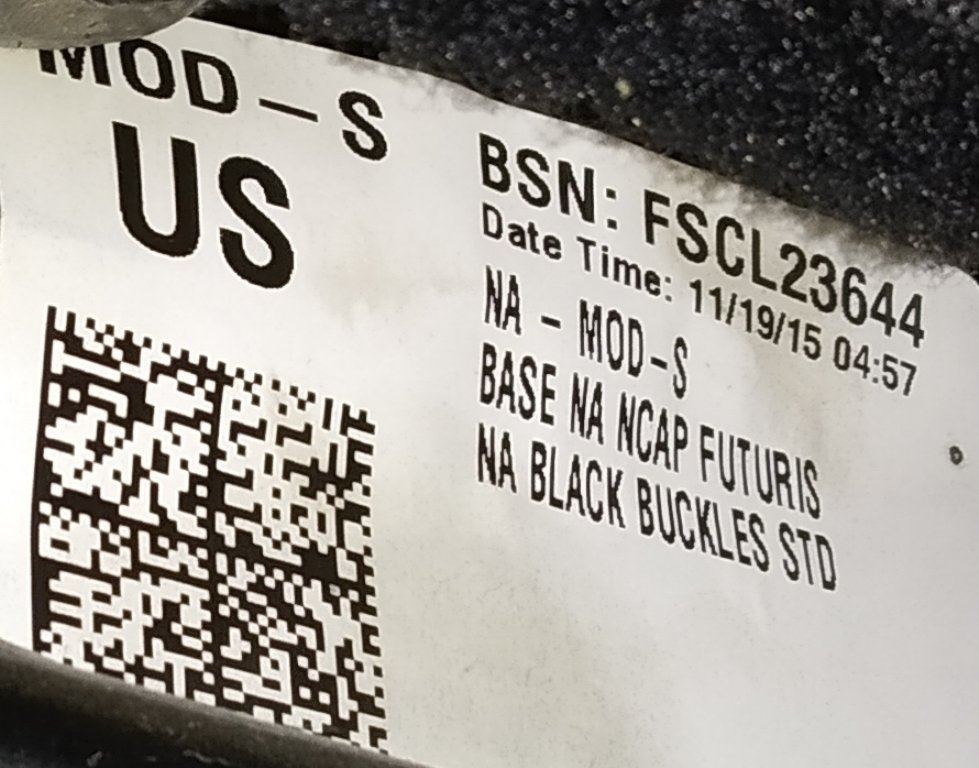 MOD-S
US
BSN: FSCL23644
Date Time: 11/19/15 04:57
NA - MOD-S
BASE NA NCAP FUTURIS
NA BLACK BUCKLES STD